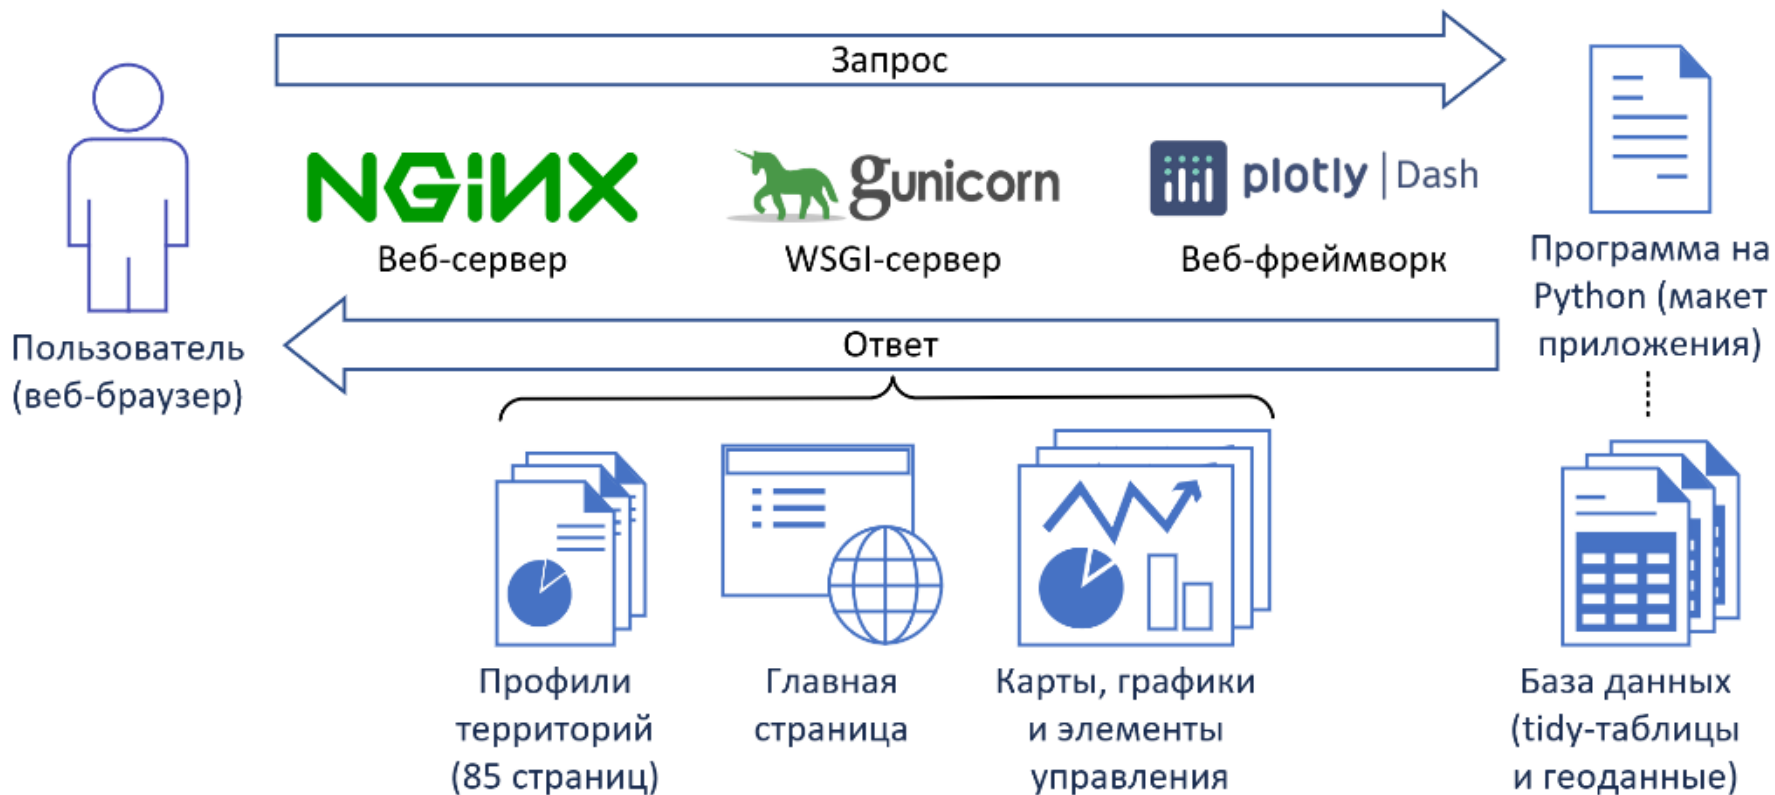 Запрос
NGiNX
gunicorn
plotly | Dash
Веб-сервер
WSGI-сервер
Веб-фреймворк
Программа на
Python (макет
приложения)
Пользователь
(веб-браузер)
Ответ
Профили
территорий
(85 страниц)
Главная
страница
Карты, графики
и элементы
управления
База данных
(tidy-таблицы
и геоданные)